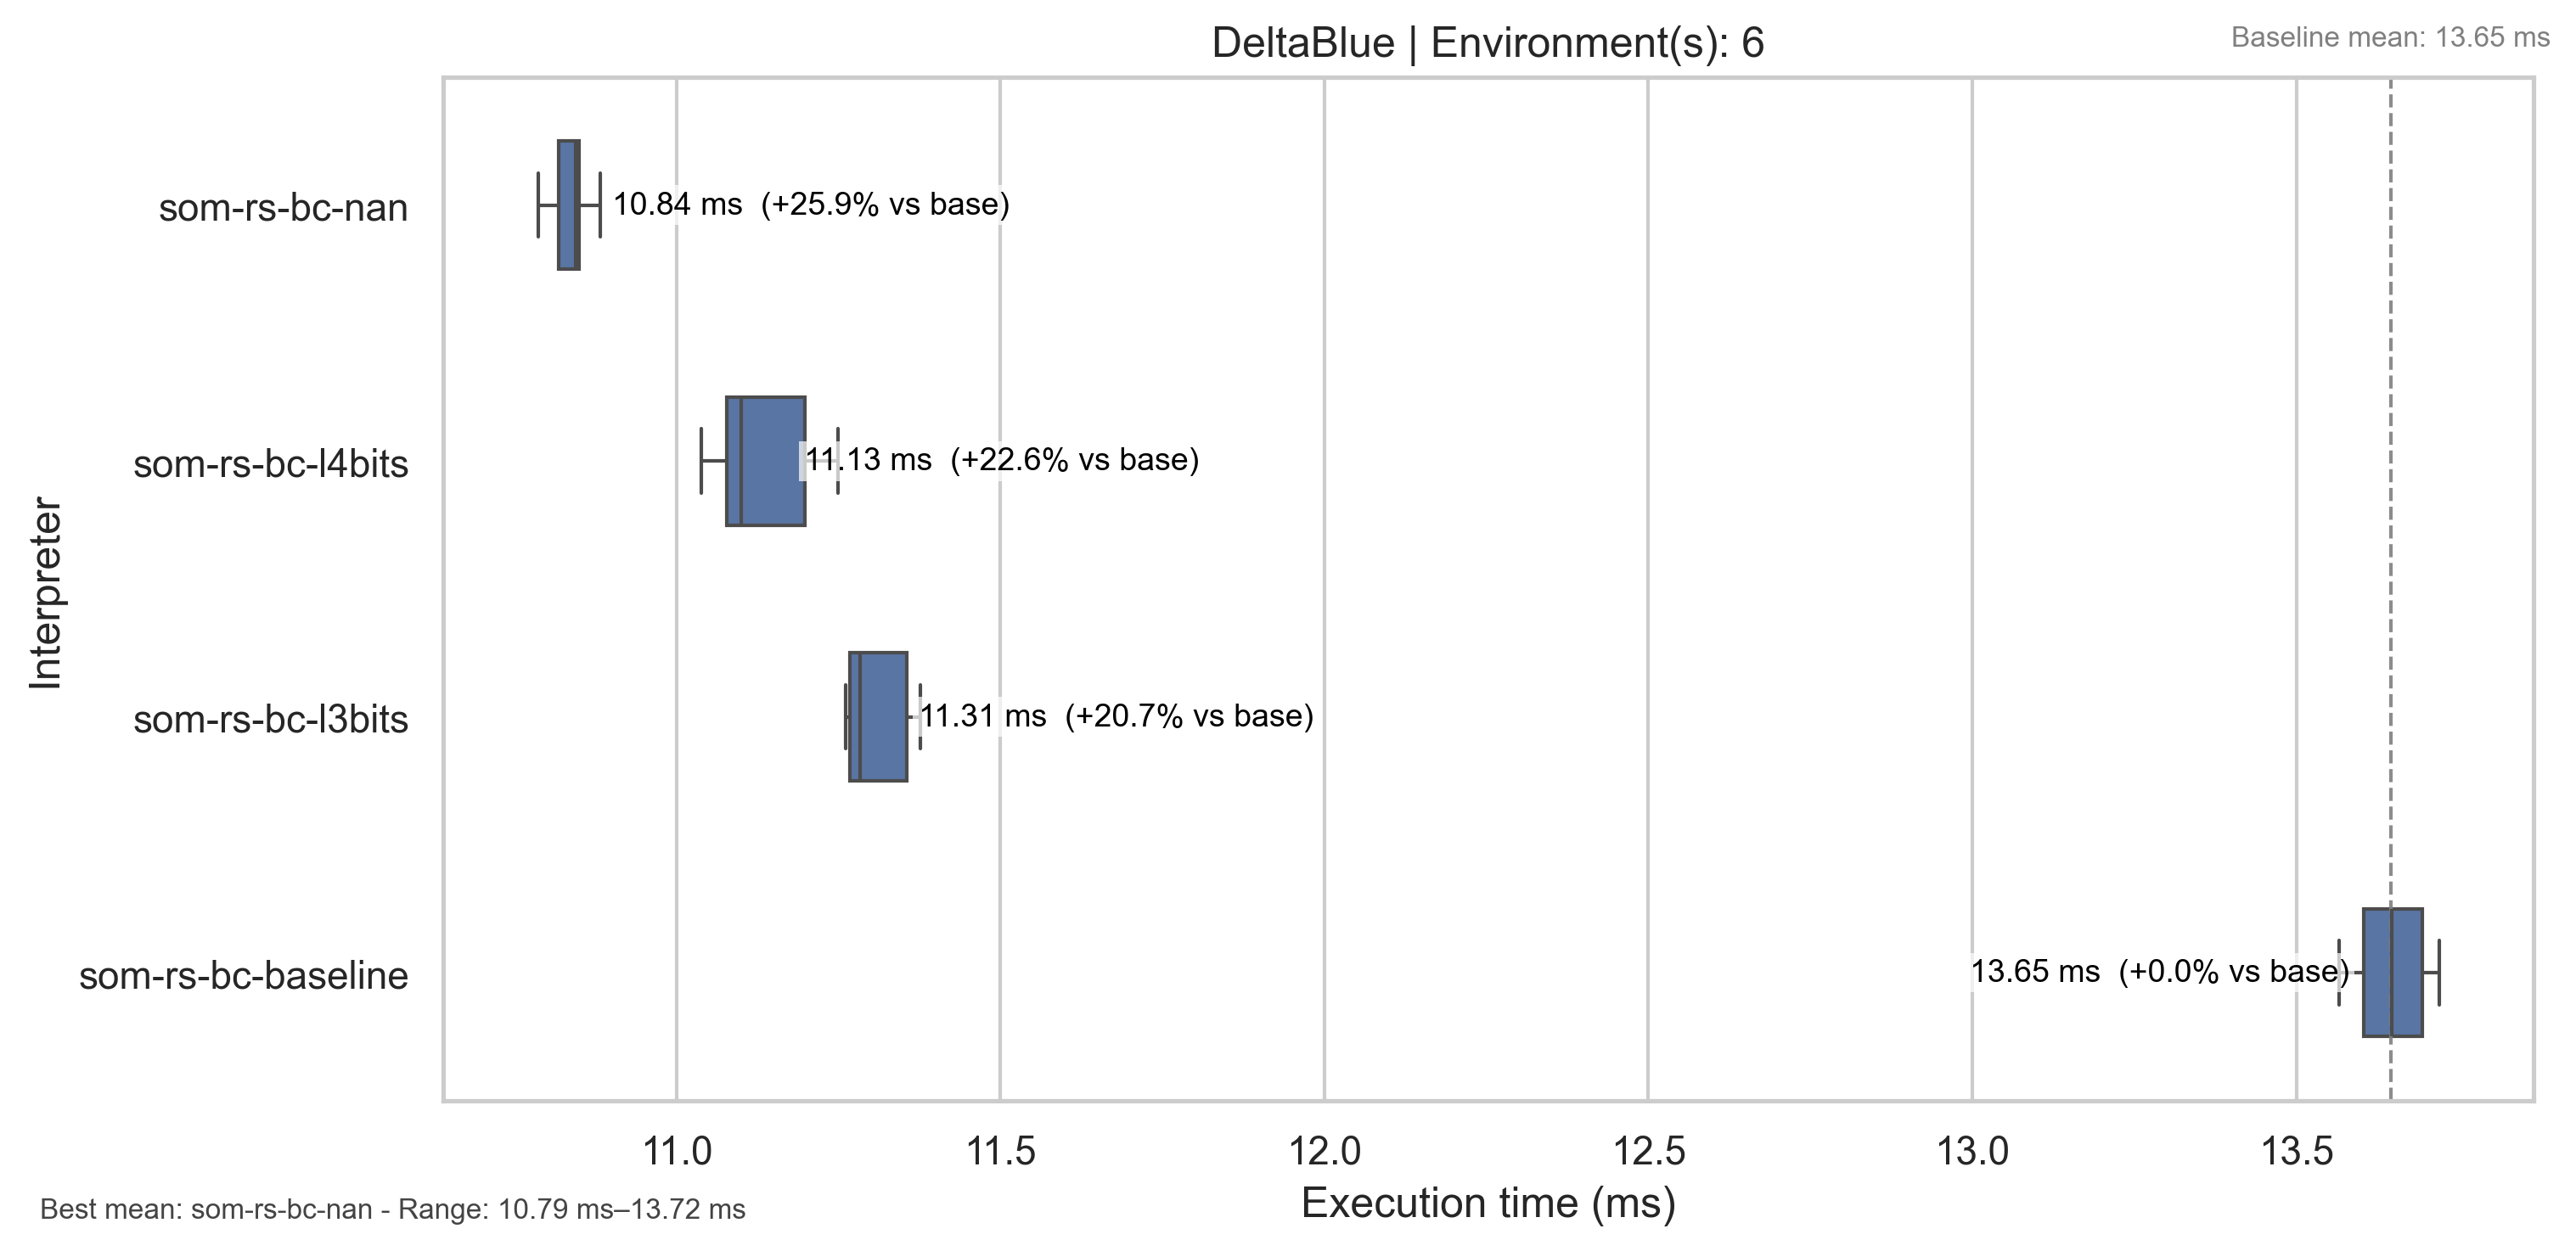 DeltaBlue | Environment(s): 6
Baseline mean: 13.65 ms
Interpreter
som-rs-bc-nan
10.84 ms (+25.9% vs base)
som-rs-bc-l4bits
11.13 ms (+22.6% vs base)
som-rs-bc-l3bits
11.31 ms (+20.7% vs base)
som-rs-bc-baseline
13.65 ms (+0.0% vs base)
11.0 11.5 12.0 12.5 13.0 13.5
Execution time (ms)
Best mean: som-rs-bc-nan - Range: 10.79 ms–13.72 ms